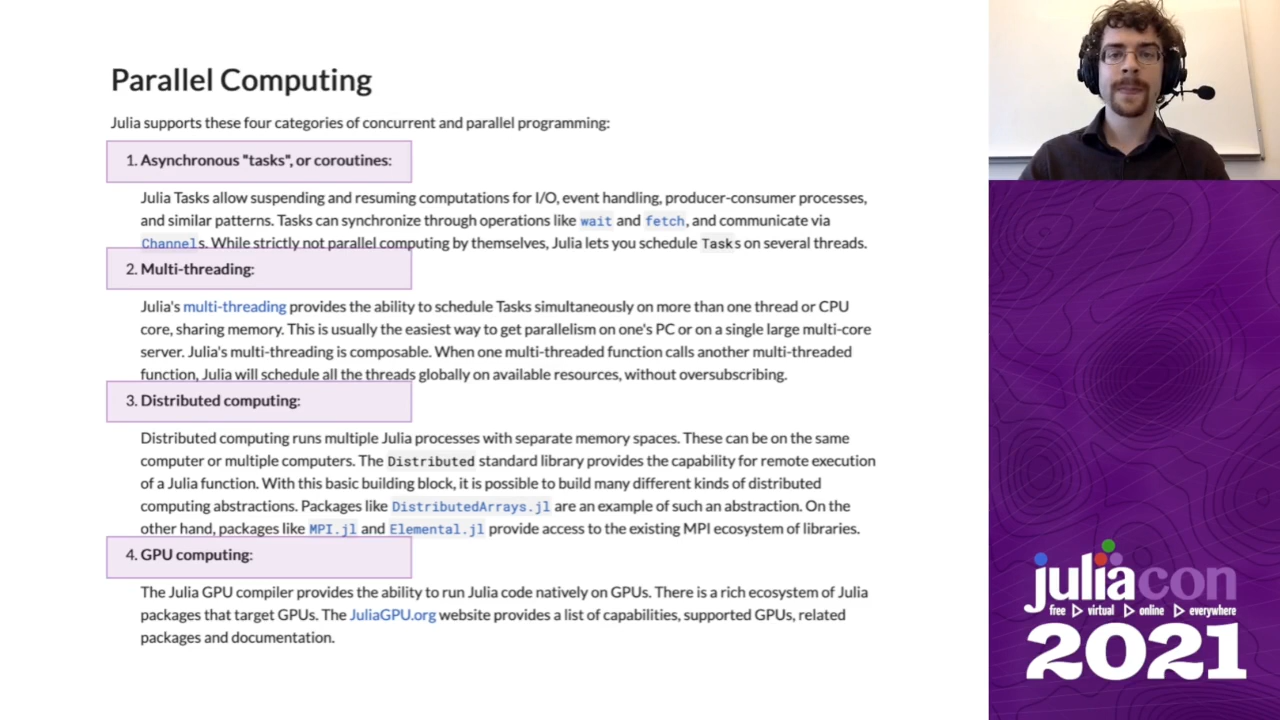 Parallel Computing
Julia supports these four categories of concurrent and parallel programming:
1. Asynchronous "tasks", or coroutines:
Julia Tasks allow suspending and resuming computations for I/O, event handling, producer-consumer processes,
and similar patterns. Tasks can synchronize through operations like wait and fetch, and communicate via
Channels. While strictly not parallel computing by themselves, Julia lets you schedule Tasks on several threads.
2. Multi-threading:
Julia's multi-threading provides the ability to schedule Tasks simultaneously on more than one thread or CPU
core, sharing memory. This is usually the easiest way to get parallelism on one's PC or on a single large multi-core
server. Julia's multi-threading is composable. When one multi-threaded function calls another multi-threaded
function, Julia will schedule all the threads globally on available resources, without oversubscribing.
3. Distributed computing:
Distributed computing runs multiple Julia processes with separate memory spaces. These can be on the same
computer or multiple computers. The Distributed standard library provides the capability for remote execution
of a Julia function. With this basic building block, it is possible to build many different kinds of distributed
computing abstractions. Packages like DistributedArrays.jl are an example of such an abstraction. On the
other hand, packages like MPI.jl and Elemental.jl provide access to the existing MPI ecosystem of libraries.
4. GPU computing:
The Julia GPU compiler provides the ability to run Julia code natively on GPUs. There is a rich ecosystem of Julia
packages that target GPUs. The JuliaGPU.org website provides a list of capabilities, supported GPUs, related
packages and documentation.
juliacon
free ▷ virtual ▷ online ▷ everywhere
2021